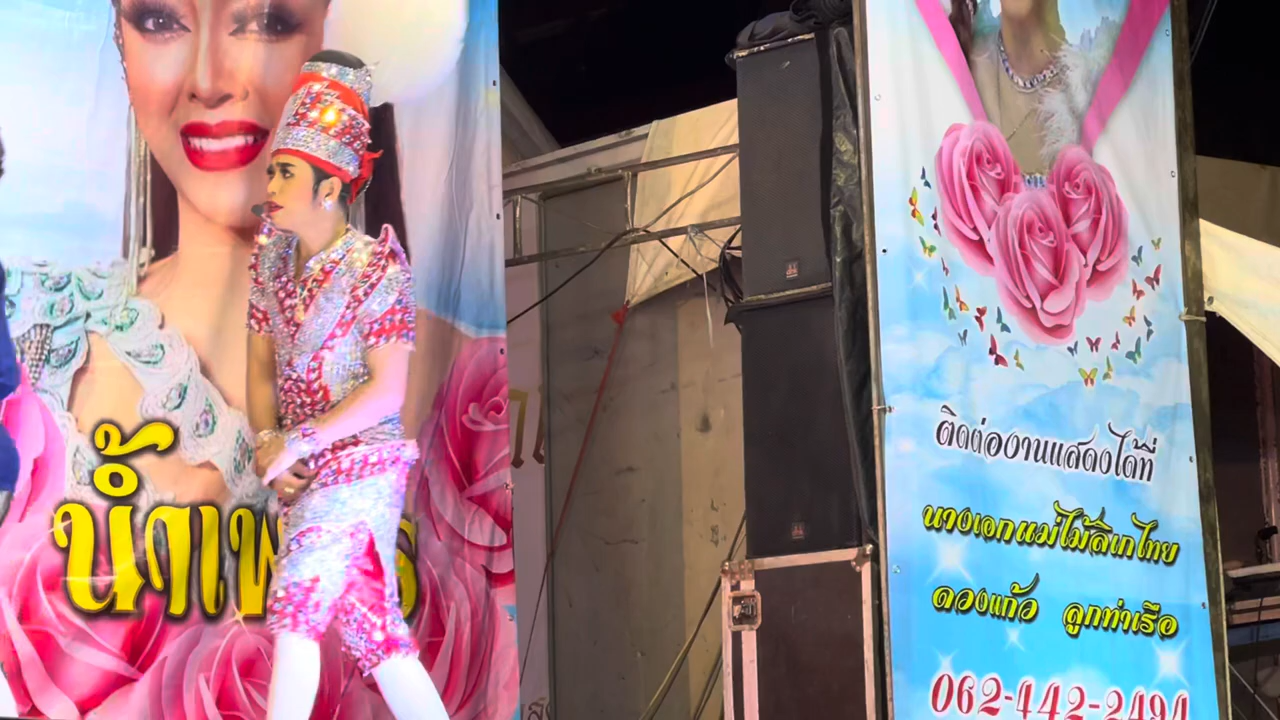 ติดต่องานแสดงได้ที่
นางเอกแม่ไม้ลิเกไทย
ดวงแก้ว ลูกท่าเรือ
062-442-2494